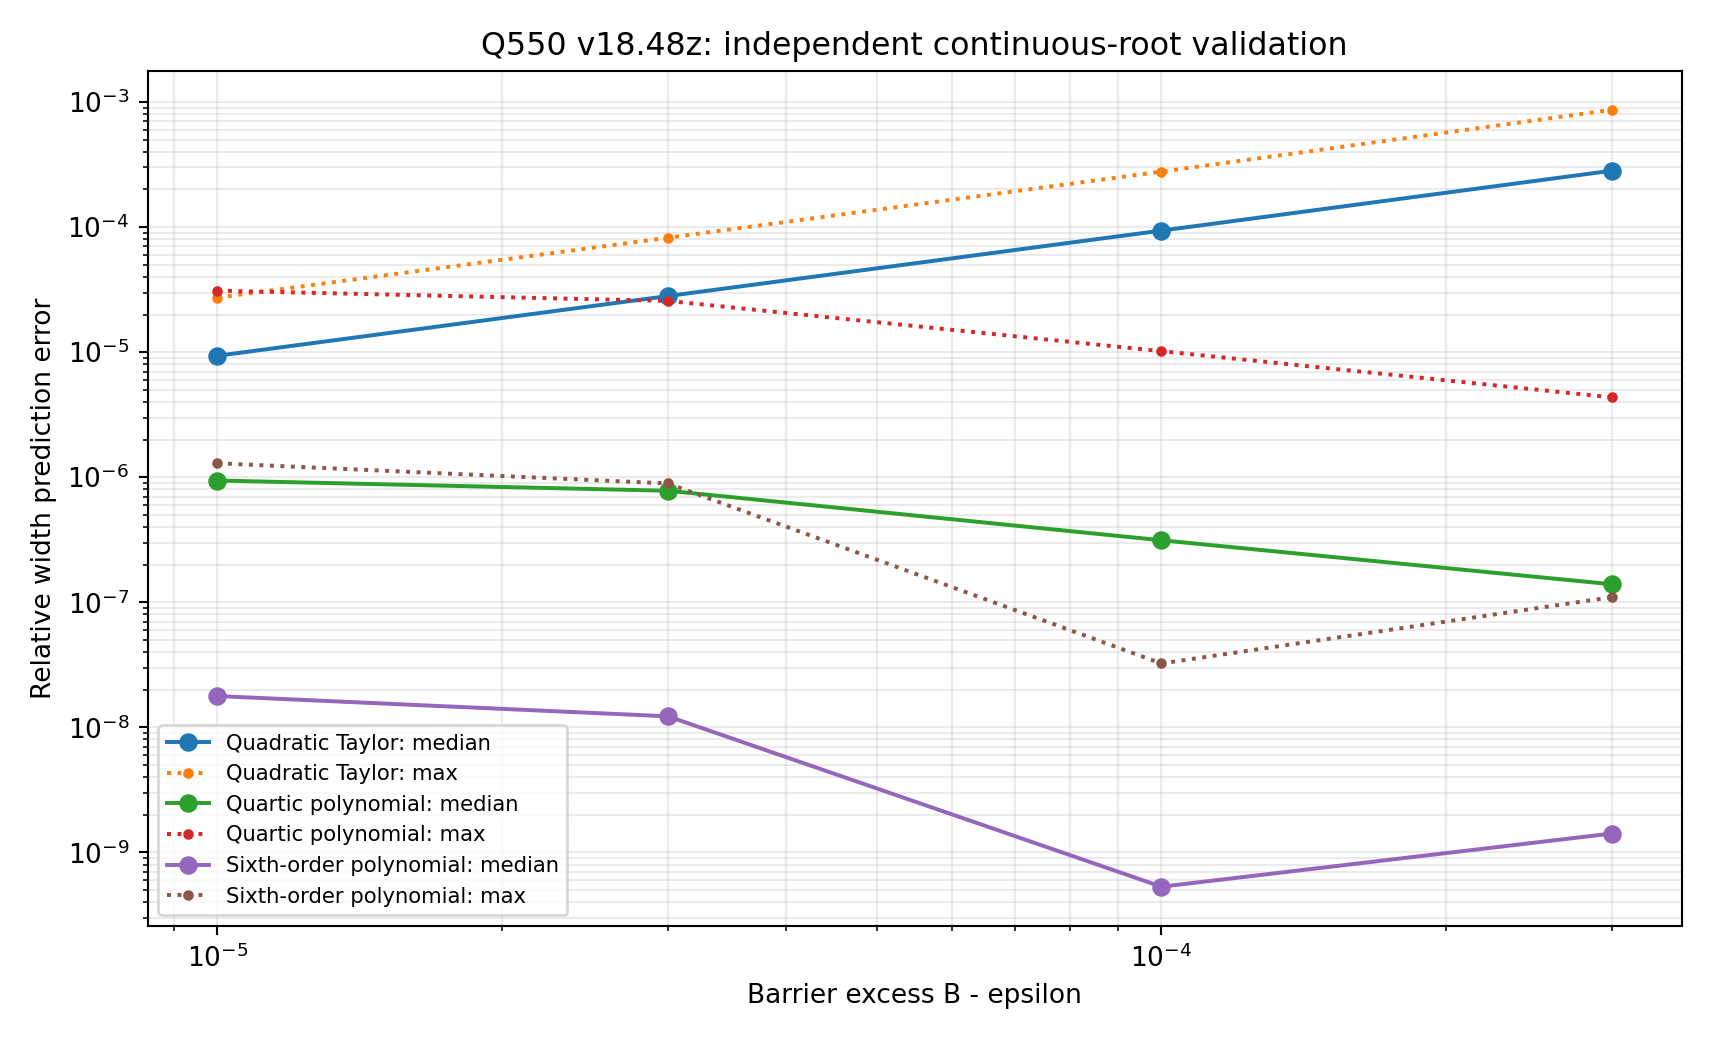 Q550 v18.48z: independent continuous-root validation
Relative width prediction error
10⁻³
10⁻⁴
10⁻⁵
10⁻⁶
10⁻⁷
10⁻⁸
10⁻⁹
Quadratic Taylor: median
Quadratic Taylor: max
Quartic polynomial: median
Quartic polynomial: max
Sixth-order polynomial: median
Sixth-order polynomial: max
10⁻⁵
10⁻⁴
Barrier excess B - epsilon